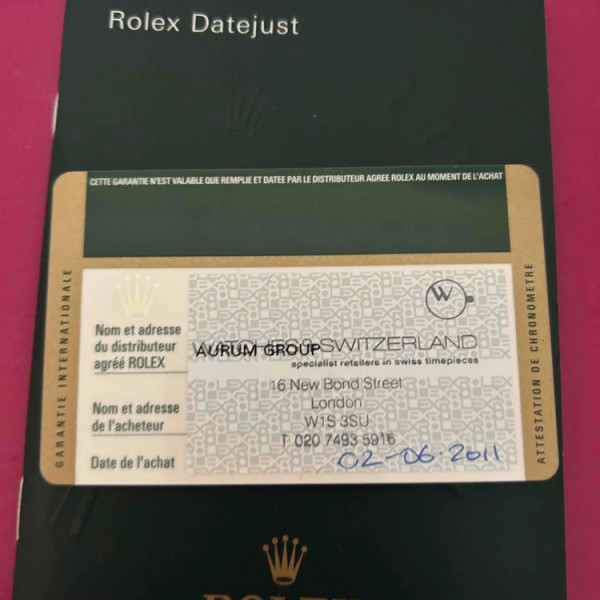 Rolex Datejust
CETTE GARANTIE N'EST VALABLE QUE REMPLIE ET DATEE PAR LE DISTRIBUTEUR AGREE ROLEX AU MOMENT DE L'ACHAT
GARANTIE INTERNATIONALE
W
Nom et adresse
du distributeur
agréé ROLEX
AURUM GROUP SWITZERLAND
specialist retailers in swiss timepieces
16 New Bond Street
London
W1S 3SU
T 020 7493 5916
Nom et adresse
de l'acheteur
Date de l'achat
02-06-2011
ATTESTATION DE CHRONOMETRE
ROLEX